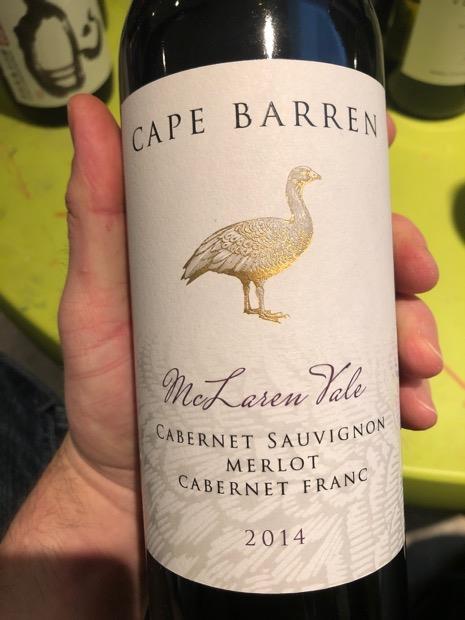 CAPE BARREN
McLaren Vale
CABERNET SAUVIGNON
MERLOT
CABERNET FRANC
2014